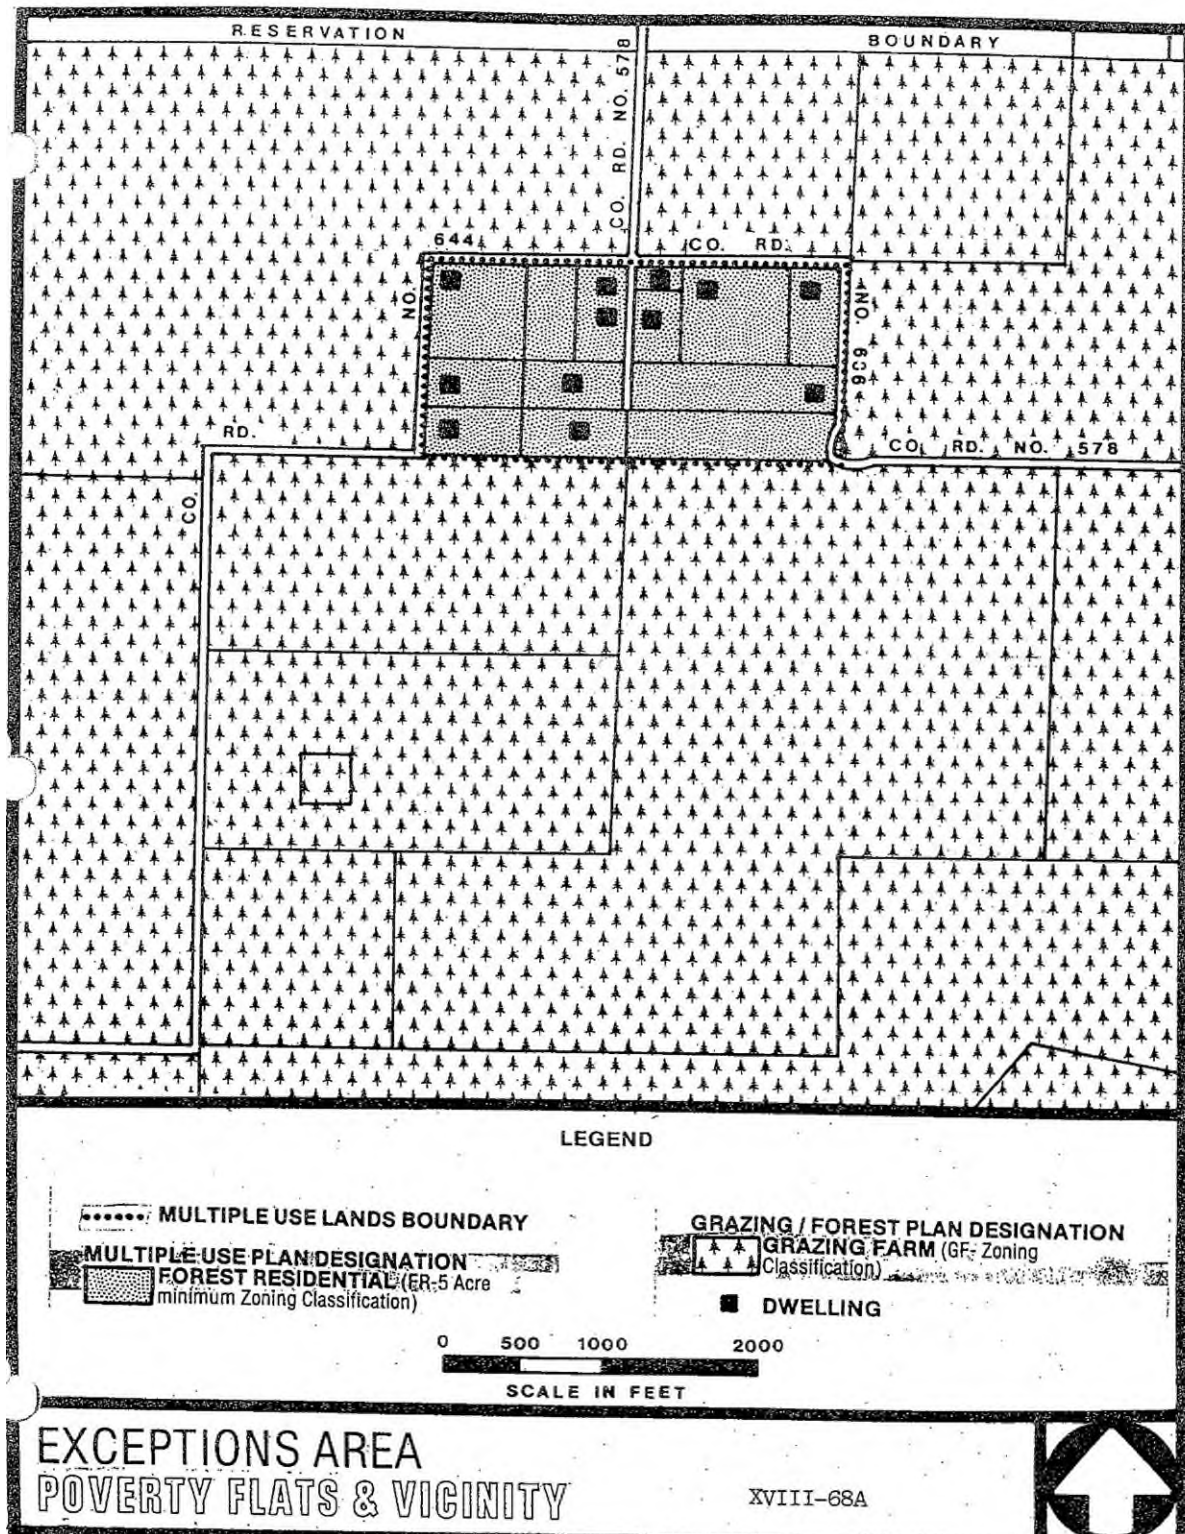 RESERVATION BOUNDARY
CO. RD. NO. 578
644 CO. RD.
NO.
NO. 636
RD.
CO. RD. NO. 578
CO.
LEGEND
MULTIPLE USE LANDS BOUNDARY
MULTIPLE USE PLAN DESIGNATION
FOREST RESIDENTIAL (FR-5 Acre
minimum Zoning Classification)
GRAZING / FOREST PLAN DESIGNATION
GRAZING FARM (GF- Zoning
Classification)
DWELLING
0 500 1000 2000
SCALE IN FEET
EXCEPTIONS AREA
POVERTY FLATS & VICINITY
XVIII-68A